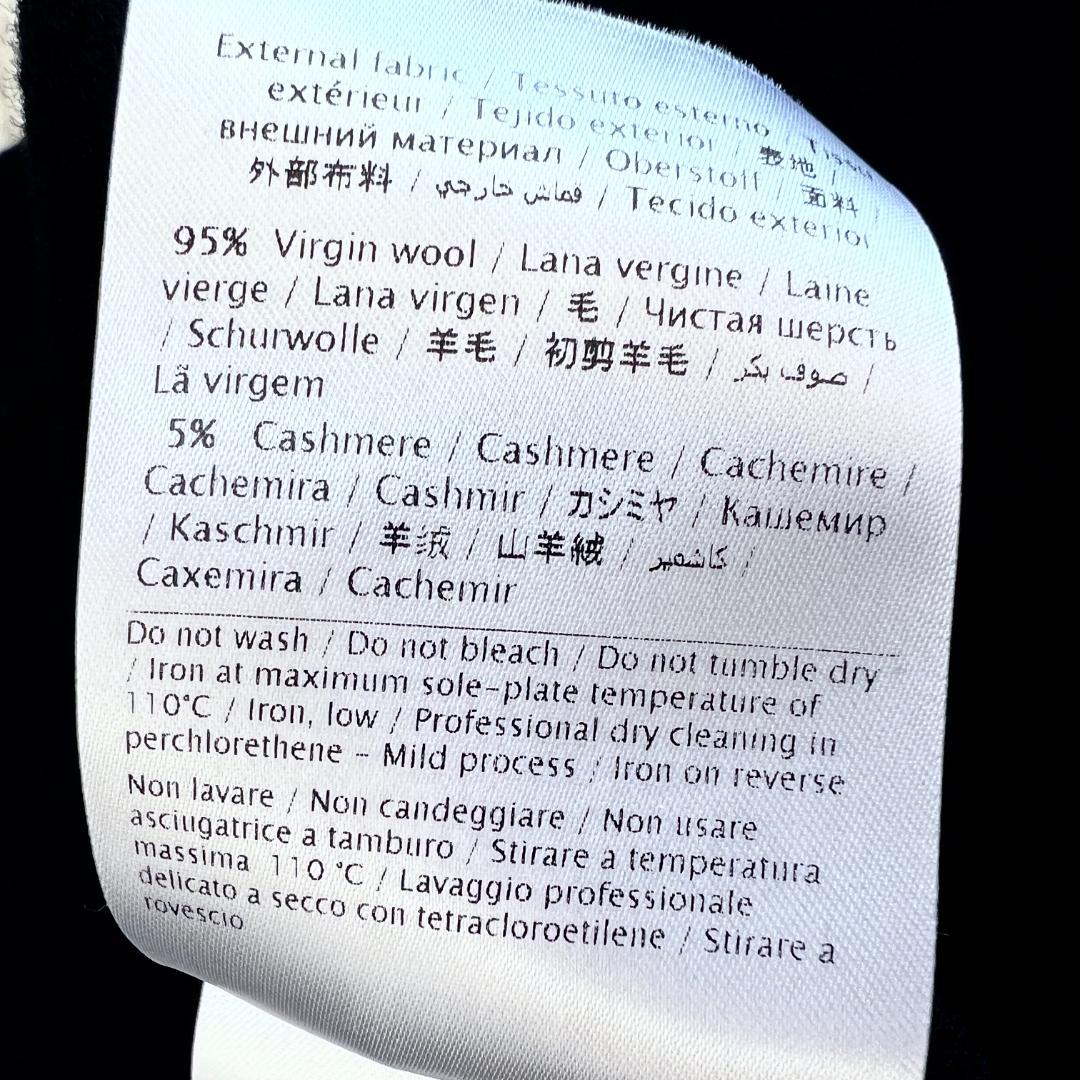 External fabric / Tessuto esterno / Tissu
extérieur / Tejido exterior / 表地 /
внешний материал / Oberstoff / 面料 /
外部布料 / قماش خارجي / Tecido exterior
95% Virgin wool / Lana vergine / Laine
vierge / Lana virgen / 毛 / Чистая шерсть
/ Schurwolle / 羊毛 / 初剪羊毛 / صوف بكر /
Lã virgem
5% Cashmere / Cashmere / Cachemire /
Cachemira / Cashmir / カシミヤ / Кашемир
/ Kaschmir / 羊绒 / 山羊絨 / كاشمير /
Caxemira / Cachemir
Do not wash / Do not bleach / Do not tumble dry
/ Iron at maximum sole-plate temperature of
110°C / Iron, low / Professional dry cleaning in
perchlorethene - Mild process / Iron on reverse
Non lavare / Non candeggiare / Non usare
asciugatrice a tamburo / Stirare a temperatura
massima 110 °C / Lavaggio professionale
delicato a secco con tetracloroetilene / Stirare a
rovescio